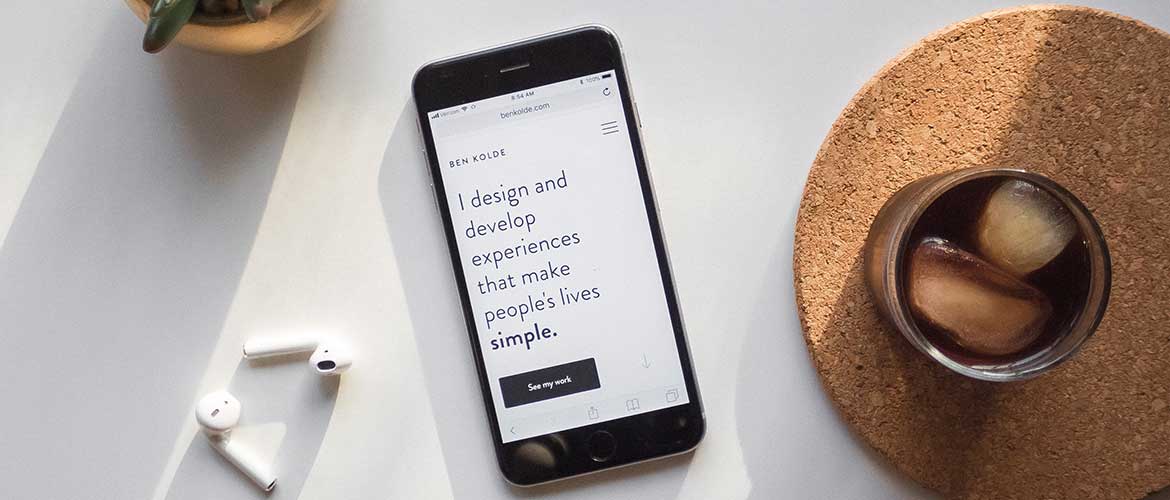 Verizon 8:54 AM 100%
benkolde.com
BEN KOLDE
I design and
develop
experiences
that make
people's lives
simple.
See my work